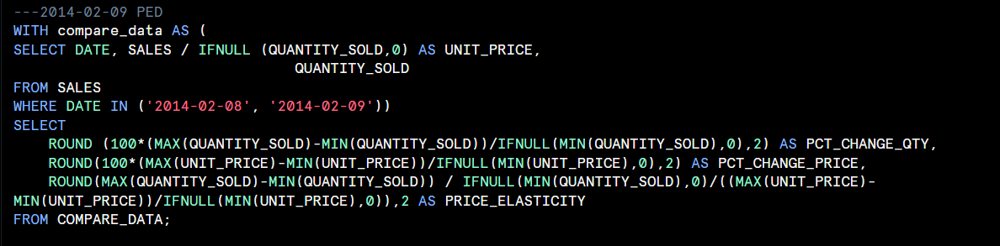 ---2014-02-09 PED
WITH compare_data AS (
SELECT DATE, SALES / IFNULL (QUANTITY_SOLD,0) AS UNIT_PRICE,
QUANTITY_SOLD
FROM SALES
WHERE DATE IN ('2014-02-08', '2014-02-09'))
SELECT
ROUND (100*(MAX(QUANTITY_SOLD)-MIN(QUANTITY_SOLD))/IFNULL(MIN(QUANTITY_SOLD),0),2) AS PCT_CHANGE_QTY,
ROUND(100*(MAX(UNIT_PRICE)-MIN(UNIT_PRICE))/IFNULL(MIN(UNIT_PRICE),0),2) AS PCT_CHANGE_PRICE,
ROUND(MAX(QUANTITY_SOLD)-MIN(QUANTITY_SOLD)) / IFNULL(MIN(QUANTITY_SOLD),0)/((MAX(UNIT_PRICE)-
MIN(UNIT_PRICE))/IFNULL(MIN(UNIT_PRICE),0)),2 AS PRICE_ELASTICITY
FROM COMPARE_DATA;